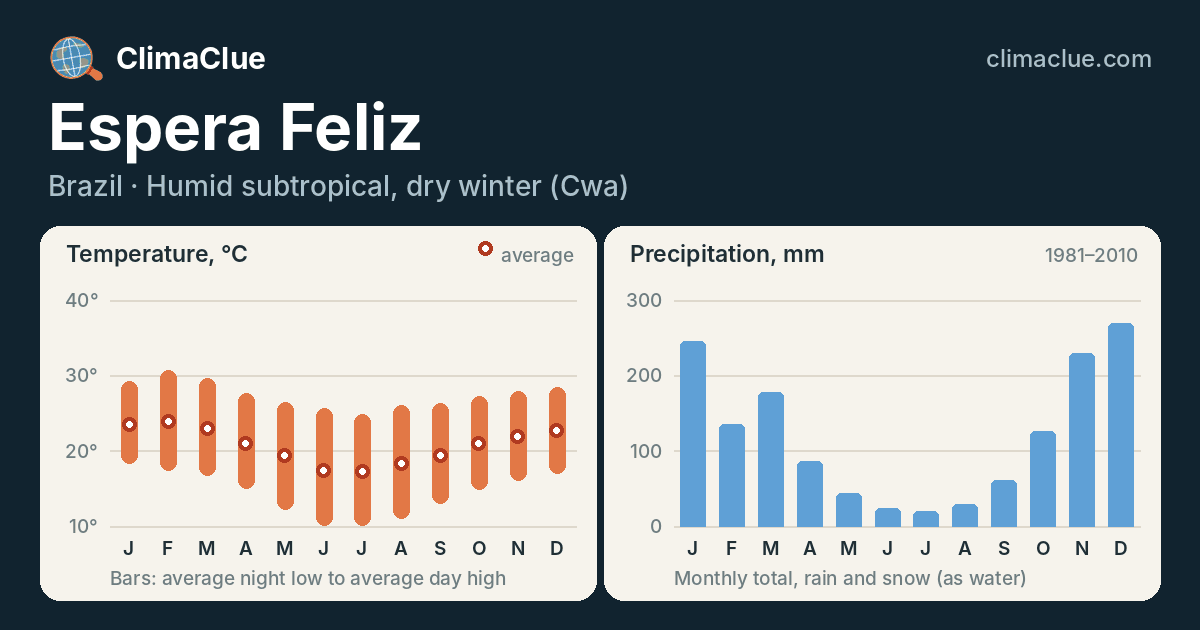 ClimaClue
climaclue.com
Espera Feliz
Brazil · Humid subtropical, dry winter (Cwa)
Temperature, °C
average
40°
30°
20°
10°
J F M A M J J A S O N D
Bars: average night low to average day high
Precipitation, mm
1981–2010
300
200
100
0
J F M A M J J A S O N D
Monthly total, rain and snow (as water)